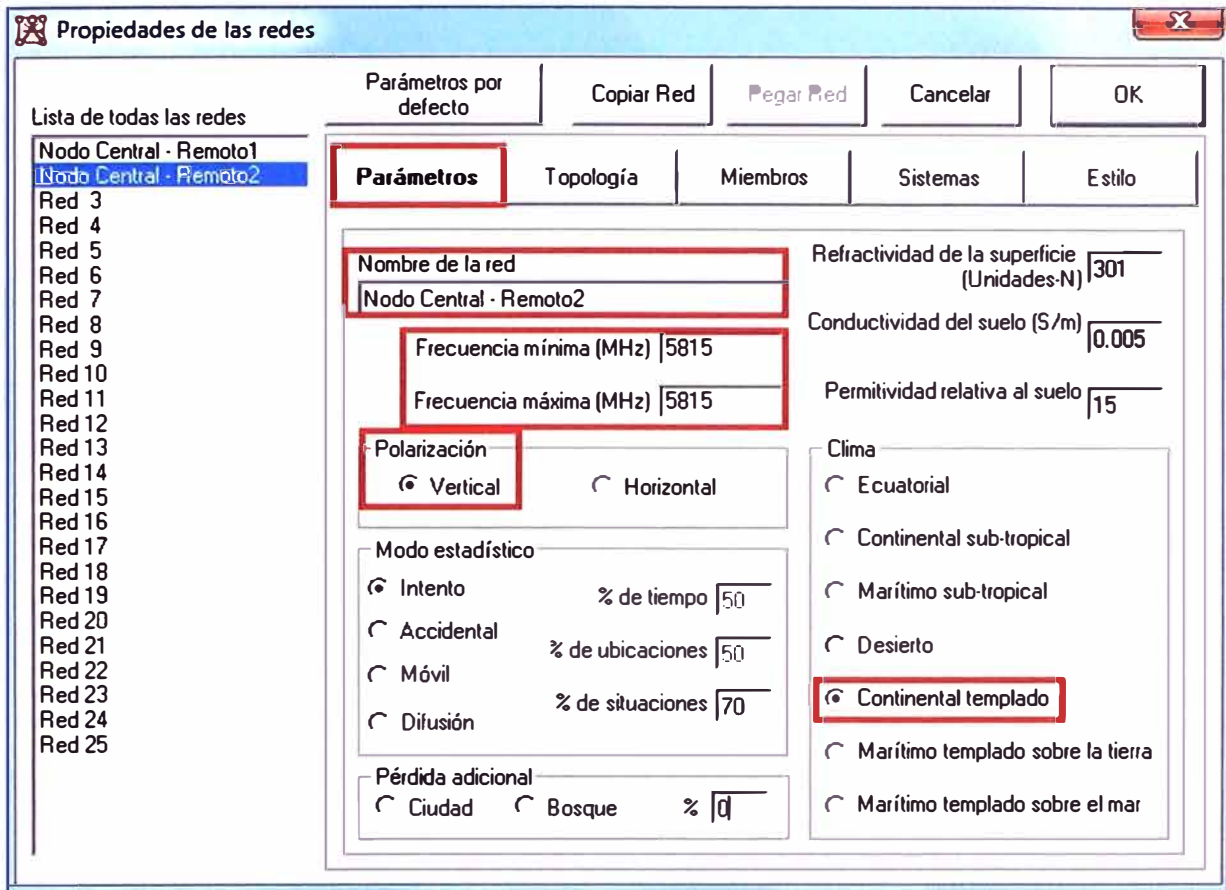 Propiedades de las redes
Parámetros por defecto
Copiar Red
Pegar Red
Cancelar
OK
Lista de todas las redes
Nodo Central - Remoto1
Nodo Central - Remoto2
Red 3
Red 4
Red 5
Red 6
Red 7
Red 8
Red 9
Red 10
Red 11
Red 12
Red 13
Red 14
Red 15
Red 16
Red 17
Red 18
Red 19
Red 20
Red 21
Red 22
Red 23
Red 24
Red 25
Parámetros
Topología
Miembros
Sistemas
Estilo
Nombre de la red
Nodo Central - Remoto2
Frecuencia mínima (MHz) 5815
Frecuencia máxima (MHz) 5815
Polarización
Vertical
Horizontal
Modo estadístico
Intento
Accidental
Móvil
Difusión
% de tiempo 50
% de ubicaciones 50
% de situaciones 70
Pérdida adicional
Ciudad
Bosque
% 0
Refractividad de la superficie
(Unidades-N) 301
Conductividad del suelo (S/m) 0.005
Permitividad relativa al suelo 15
Clima
Ecuatorial
Continental sub-tropical
Marítimo sub-tropical
Desierto
Continental templado
Marítimo templado sobre la tierra
Marítimo templado sobre el mar